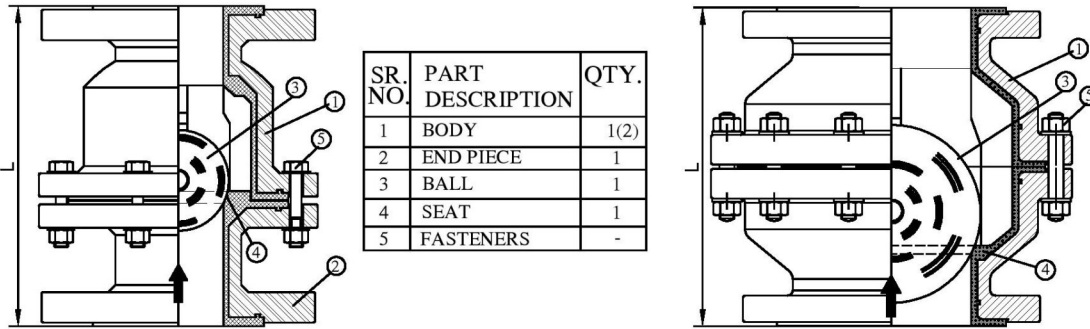 L
3
1
5
4
2
SR. NO. PART DESCRIPTION QTY.
1 BODY 1(2)
2 END PIECE 1
3 BALL 1
4 SEAT 1
5 FASTENERS -
L
1
3
5
4